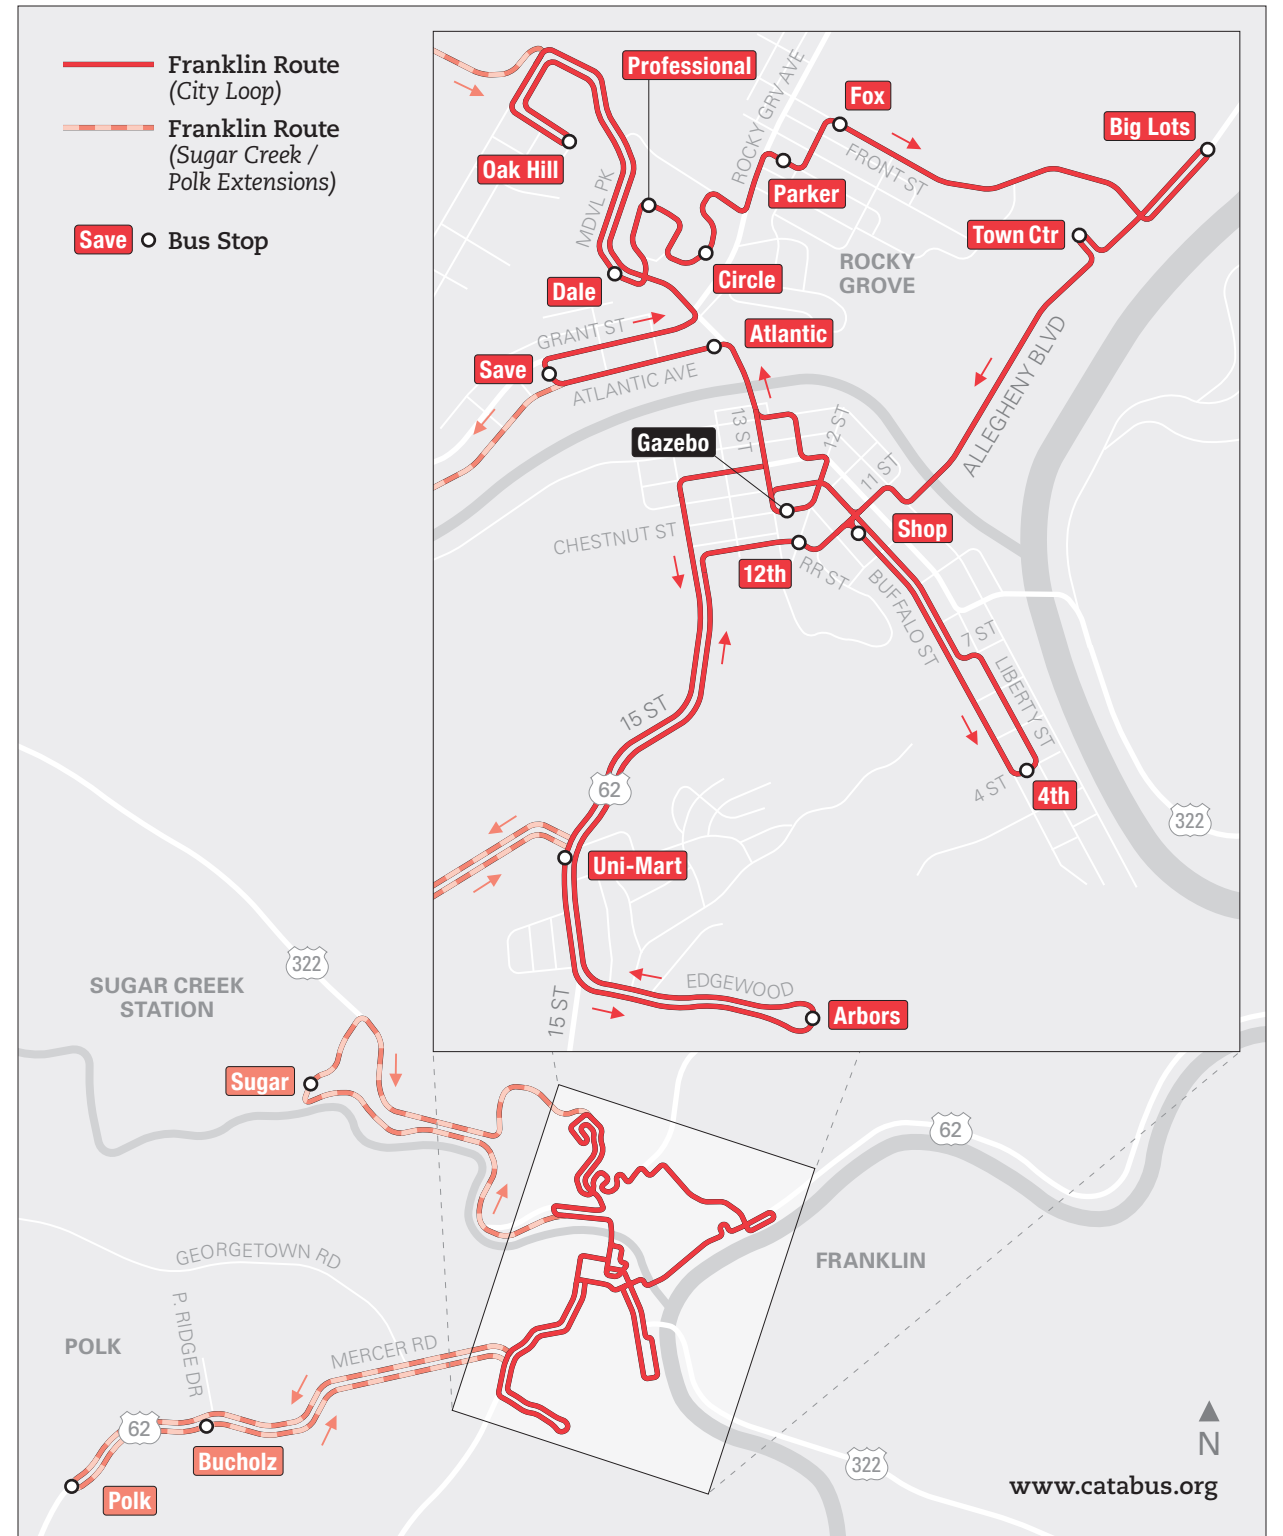 Franklin Route
(City Loop)
Franklin Route
(Sugar Creek /
Polk Extensions)
Save
Bus Stop
Professional
ROCKY GRV AVE
Fox
Big Lots
Oak Hill
FRONT ST
Parker
MDVL PK
Town Ctr
ROCKY
GROVE
Circle
Dale
GRANT ST
Atlantic
Save
ATLANTIC AVE
ALLEGHENY BLVD
13 ST
12 ST
Gazebo
11 ST
CHESTNUT ST
Shop
12th
RR ST
BUFFALO ST
7 ST
LIBERTY ST
15 ST
62
4 ST
4th
322
Uni-Mart
EDGEWOOD
15 ST
Arbors
322
SUGAR CREEK
STATION
Sugar
62
GEORGETOWN RD
FRANKLIN
P. RIDGE DR
POLK
MERCER RD
62
Bucholz
Polk
322
N
www.catabus.org